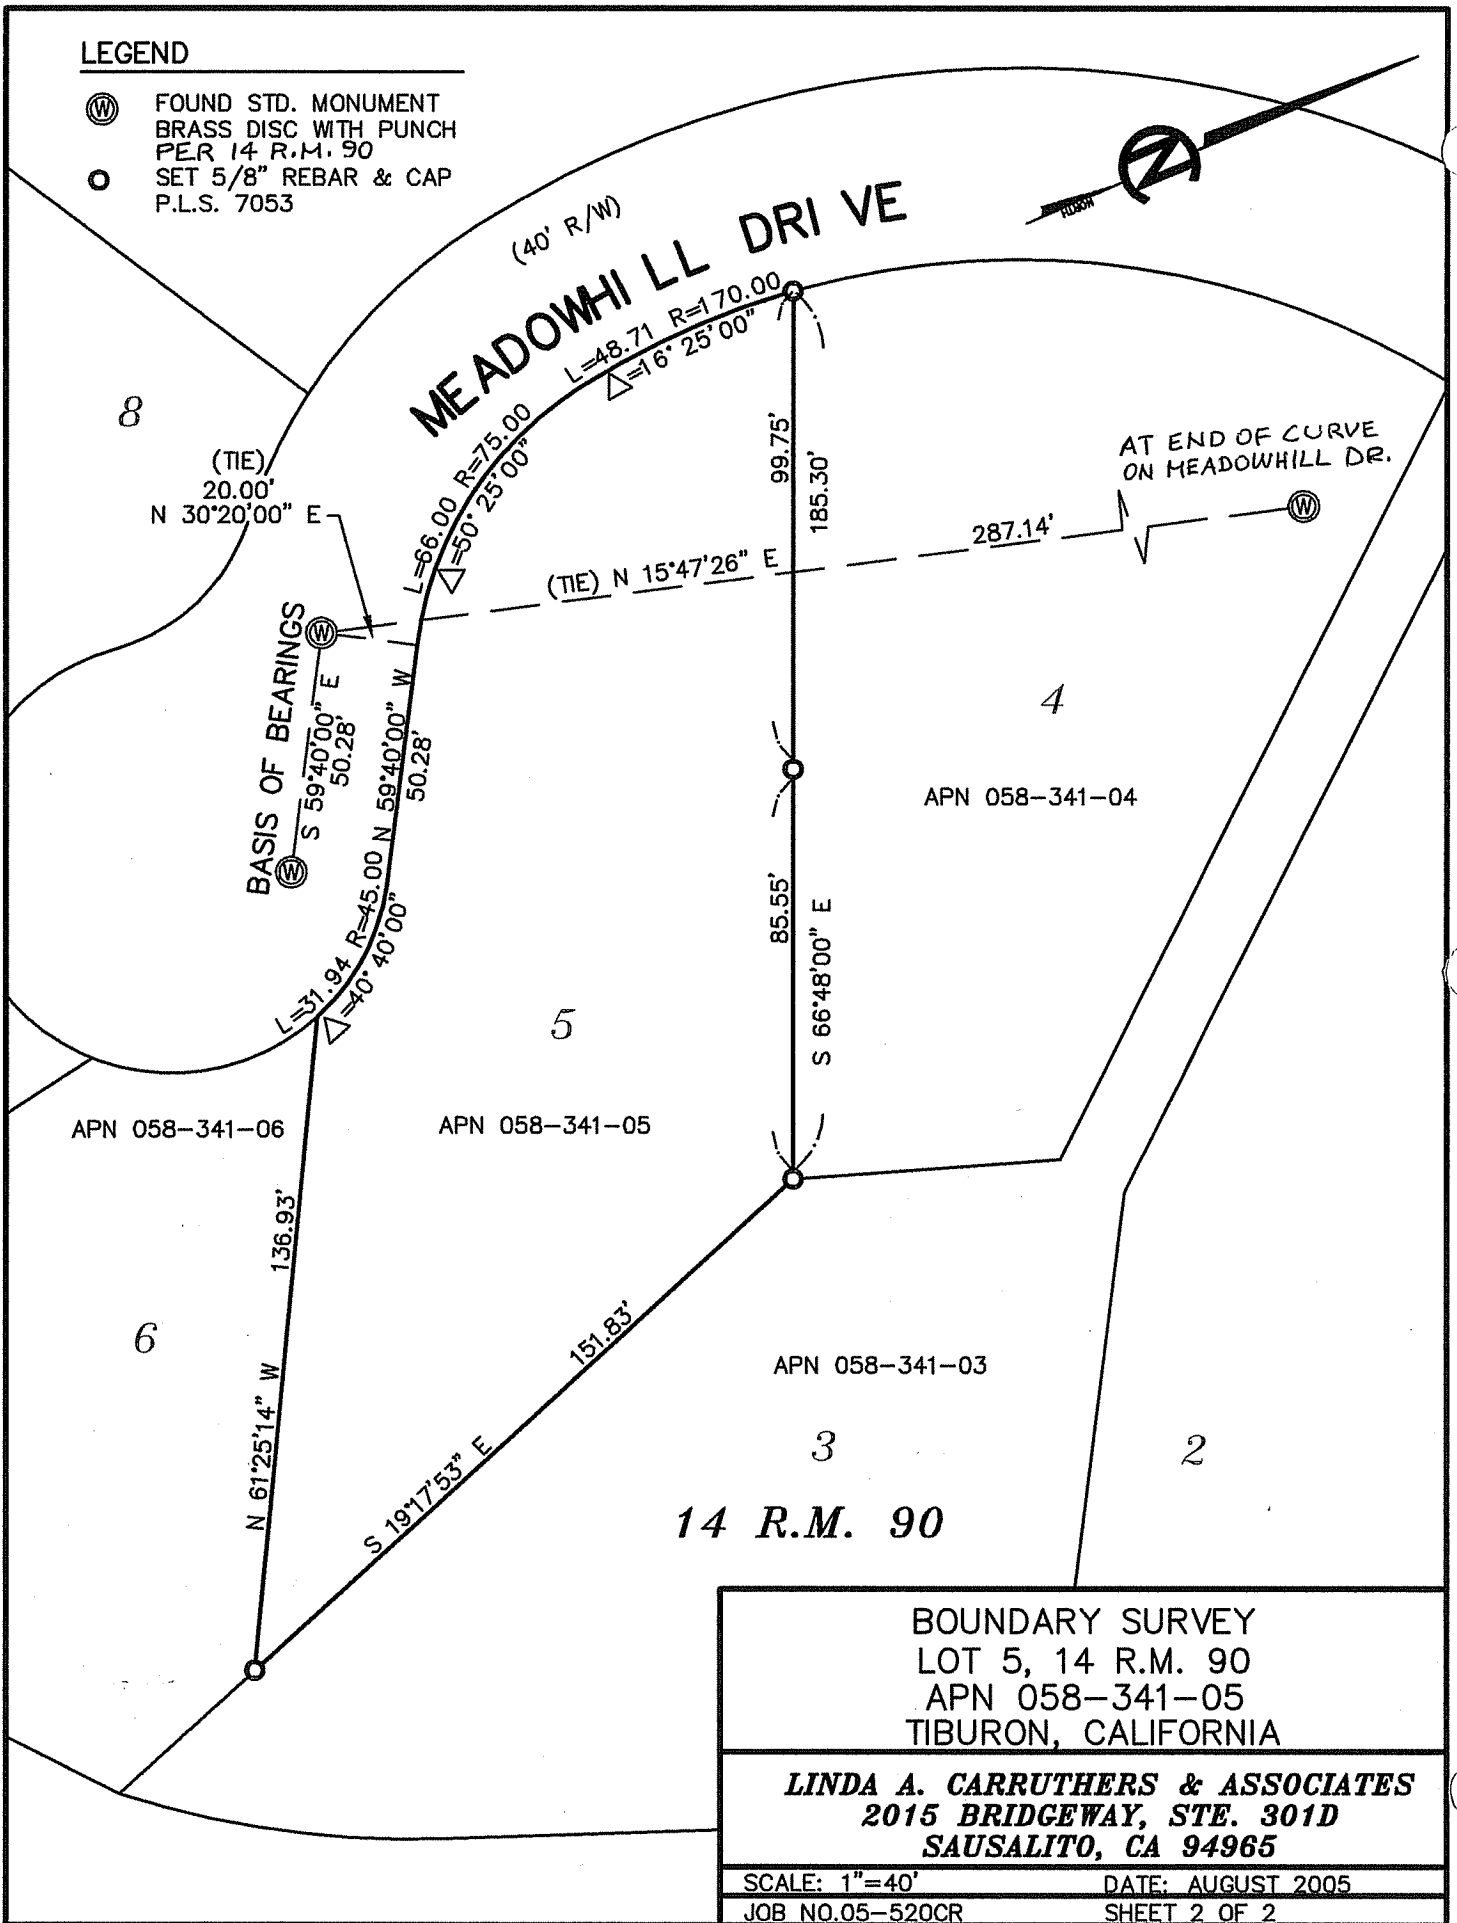 LEGEND
W FOUND STD. MONUMENT
BRASS DISC WITH PUNCH
PER 14 R.M. 90
SET 5/8" REBAR & CAP
P.L.S. 7053
NORTH
(40' R/W)
MEADOWHILL DRIVE
L=48.71 R=170.00
△=16°25'00"
L=66.00 R=75.00
△=50°25'00"
8
(TIE)
20.00'
N 30°20'00" E
99.75'
185.30'
AT END OF CURVE
ON MEADOWHILL DR.
W
287.14'
(TIE) N 15°47'26" E
W
BASIS OF BEARINGS
S 59°40'00" E
50.28'
W
N 59°40'00" W
50.28'
4
APN 058-341-04
L=31.94 R=45.00
△=40°40'00"
85.55'
S 66°48'00" E
5
APN 058-341-06
APN 058-341-05
136.93'
N 61°25'14" W
6
151.83'
S 19°17'53" E
APN 058-341-03
3
2
14 R.M. 90
BOUNDARY SURVEY
LOT 5, 14 R.M. 90
APN 058-341-05
TIBURON, CALIFORNIA
LINDA A. CARRUTHERS & ASSOCIATES
2015 BRIDGEWAY, STE. 301D
SAUSALITO, CA 94965
SCALE: 1"=40' DATE: AUGUST 2005
JOB NO.05-520CR SHEET 2 OF 2